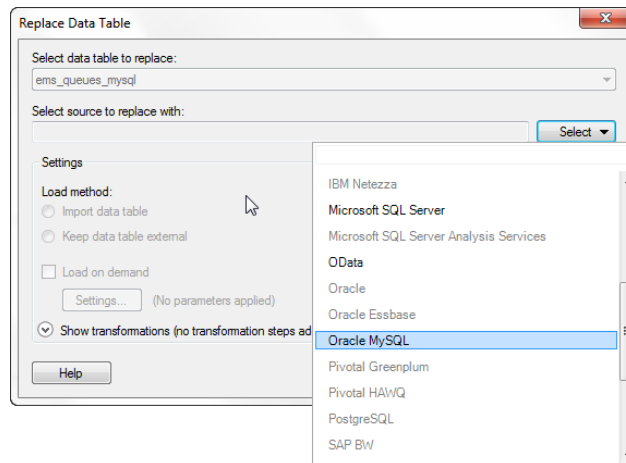 Replace Data Table
Select data table to replace:
ems_queues_mysql
Select source to replace with:
Select
Settings
Load method:
Import data table
Keep data table external
Load on demand
Settings... (No parameters applied)
Show transformations (no transformation steps ad
Help
IBM Netezza
Microsoft SQL Server
Microsoft SQL Server Analysis Services
OData
Oracle
Oracle Essbase
Oracle MySQL
Pivotal Greenplum
Pivotal HAWQ
PostgreSQL
SAP BW